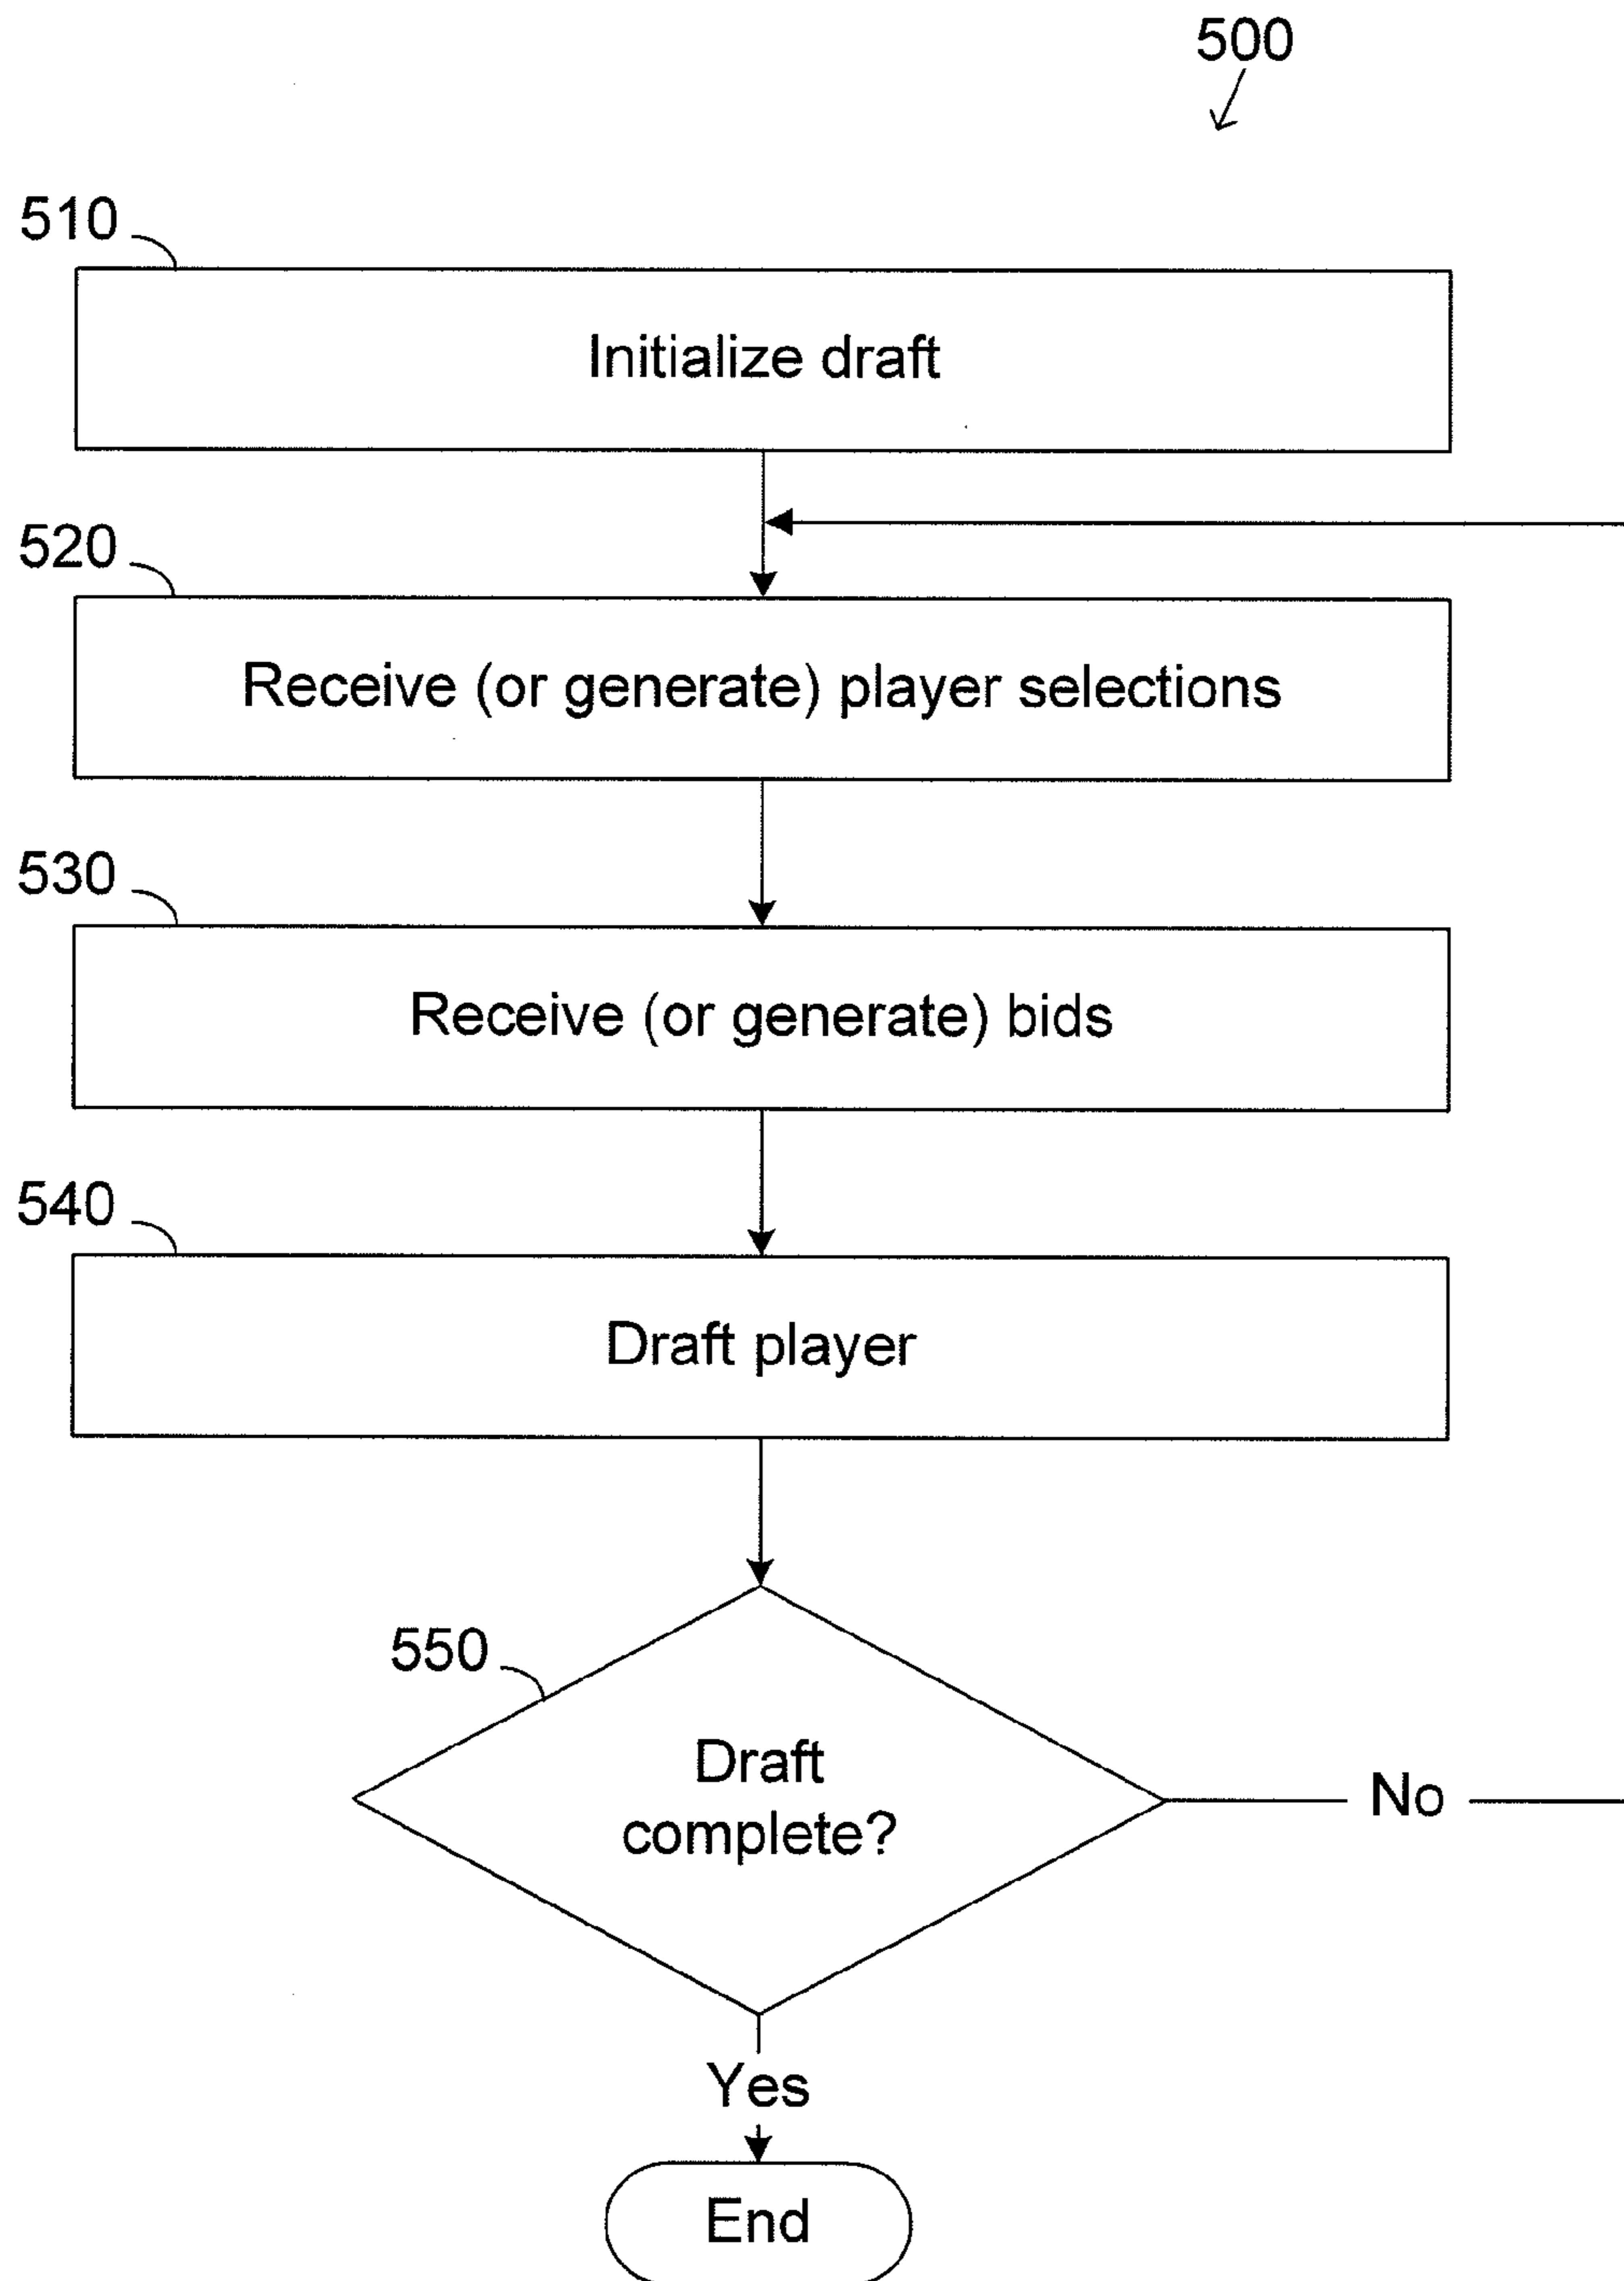 500
510
Initialize draft
520
Receive (or generate) player selections
530
Receive (or generate) bids
540
Draft player
550
Draft
complete?
No
Yes
End